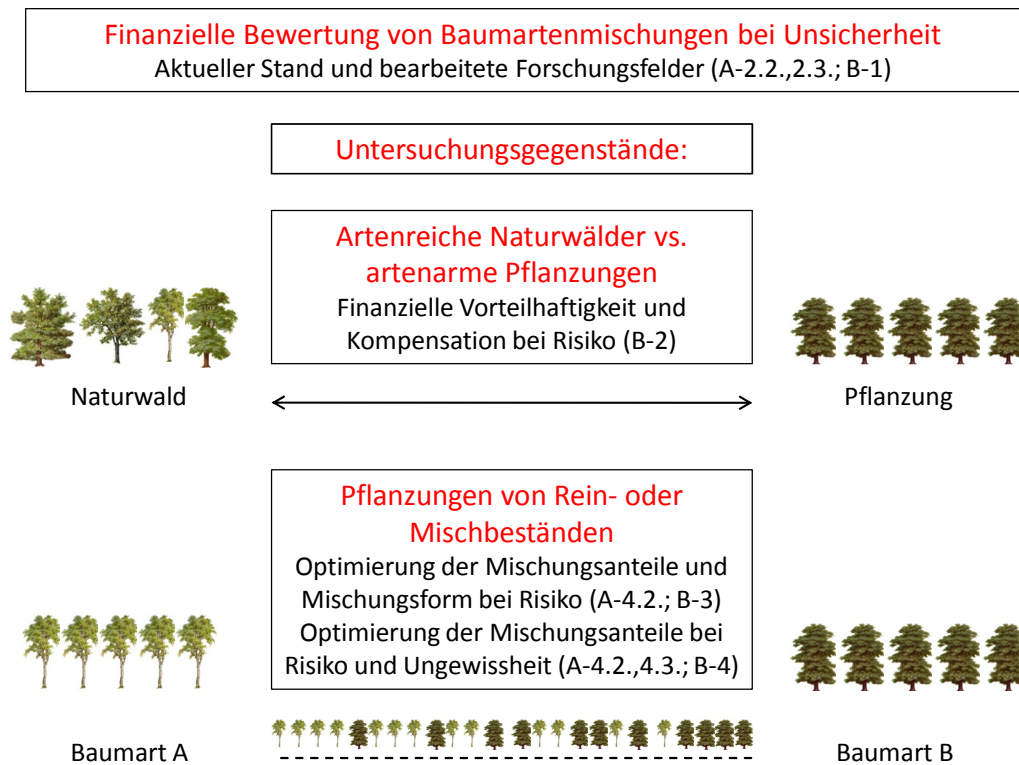 Finanzielle Bewertung von Baumartenmischungen bei Unsicherheit
Aktueller Stand und bearbeitete Forschungsfelder (A-2.2.,2.3.; B-1)
Untersuchungsgegenstände:
Artenreiche Naturwälder vs.
artenarme Pflanzungen
Finanzielle Vorteilhaftigkeit und
Kompensation bei Risiko (B-2)
Naturwald
Pflanzung
Pflanzungen von Rein- oder
Mischbeständen
Optimierung der Mischungsanteile und
Mischungsform bei Risiko (A-4.2.; B-3)
Optimierung der Mischungsanteile bei
Risiko und Ungewissheit (A-4.2.,4.3.; B-4)
Baumart A
Baumart B